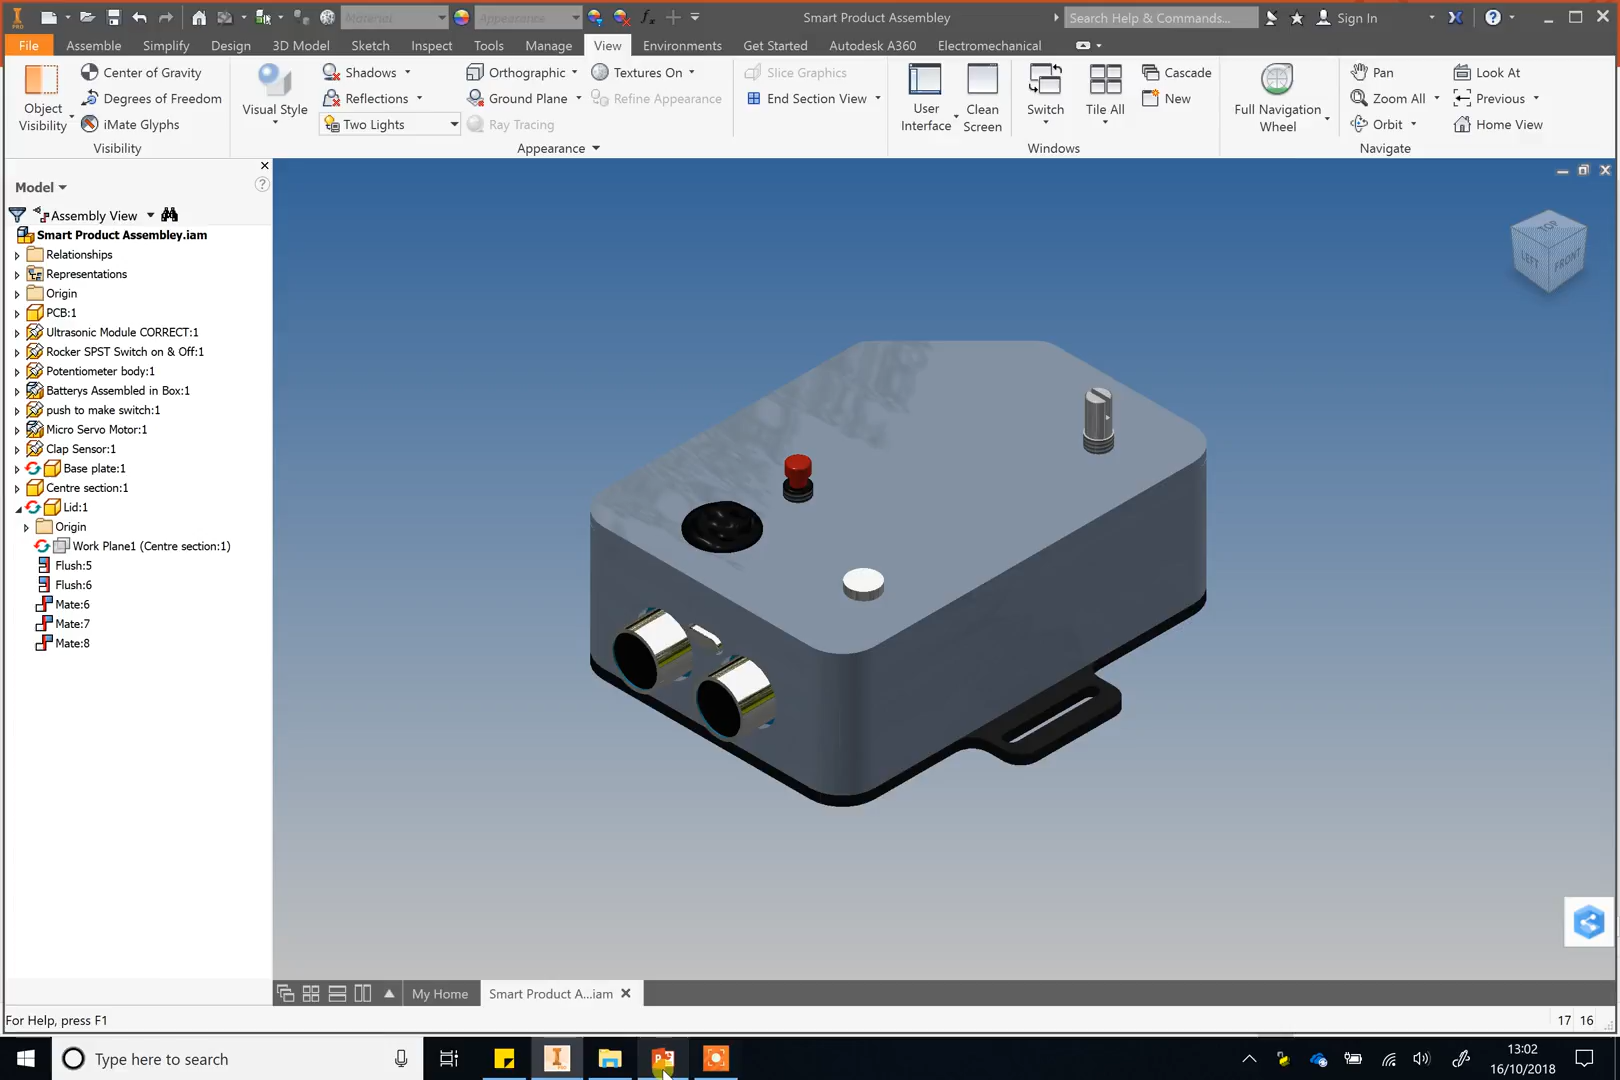 Material
Appearance
Smart Product Assembley
Search Help & Commands...
Sign In
File
Assemble
Simplify
Design
3D Model
Sketch
Inspect
Tools
Manage
View
Environments
Get Started
Autodesk A360
Electromechanical
Object Visibility
Center of Gravity
Degrees of Freedom
iMate Glyphs
Visibility
Visual Style
Shadows
Reflections
Two Lights
Orthographic
Ground Plane
Ray Tracing
Textures On
Refine Appearance
Appearance
Slice Graphics
End Section View
User Interface
Clean Screen
Switch
Tile All
Cascade
New
Windows
Full Navigation Wheel
Pan
Zoom All
Orbit
Look At
Previous
Home View
Navigate
Model
Assembly View
Smart Product Assembley.iam
Relationships
Representations
Origin
PCB:1
Ultrasonic Module CORRECT:1
Rocker SPST Switch on & Off:1
Potentiometer body:1
Batterys Assembled in Box:1
push to make switch:1
Micro Servo Motor:1
Clap Sensor:1
Base plate:1
Centre section:1
Lid:1
Origin
Work Plane1 (Centre section:1)
Flush:5
Flush:6
Mate:6
Mate:7
Mate:8
TOP
LEFT
FRONT
My Home
Smart Product A...iam
For Help, press F1
17 16
Type here to search
13:02
16/10/2018